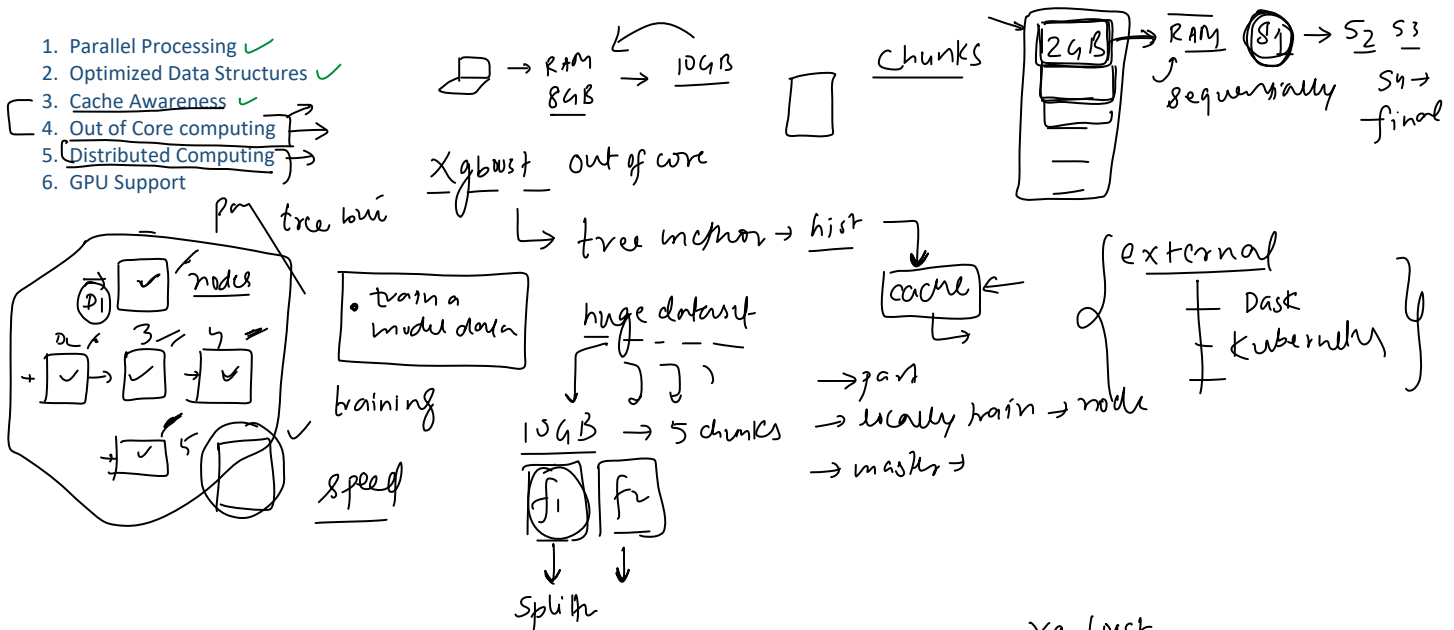 1. Parallel Processing
2. Optimized Data Structures
3. Cache Awareness
4. Out of Core computing
5. Distributed Computing
6. GPU Support
RAM
8GB
10GB
chunks
2GB
RAM
sequentially
S1 → S2 S3
S4 →
final
Xgboost out of core
tree method → hist
cache
external
Dask
Kubernetes
tree
nodes
D1
3
5
• train a
model data
training
speed
huge dataset
10GB → 5 chunks
f1
f2
→ part
→ locally train → node
→ master →